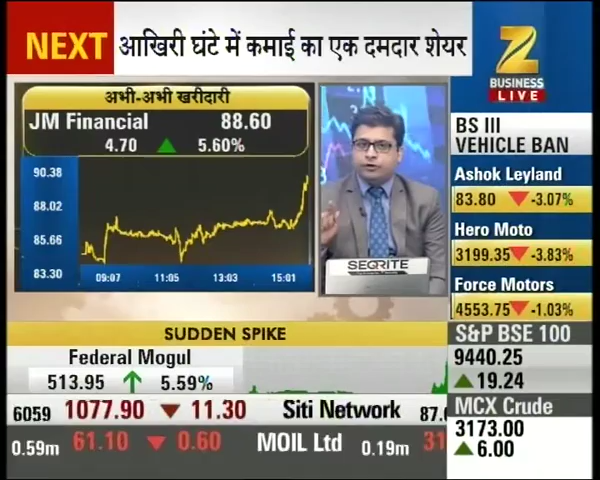 NEXT
आखिरी घंटे में कमाई का एक दमदार शेयर
Z
BUSINESS
LIVE
अभी-अभी खरीदारी
JM Financial 88.60
4.70 5.60%
90.38
88.02
85.66
83.30
09:07 11:05 13:03 15:01
SEQRITE
BS III
VEHICLE BAN
Ashok Leyland
83.80 -3.07%
Hero Moto
3199.35 -3.83%
Force Motors
4553.75 -1.03%
SUDDEN SPIKE
Federal Mogul
513.95 5.59%
S&P BSE 100
9440.25
19.24
MCX Crude
3173.00
6.00
6059 1077.90 11.30 Siti Network 87.0
0.59m 61.10 0.60 MOIL Ltd 0.19m 31